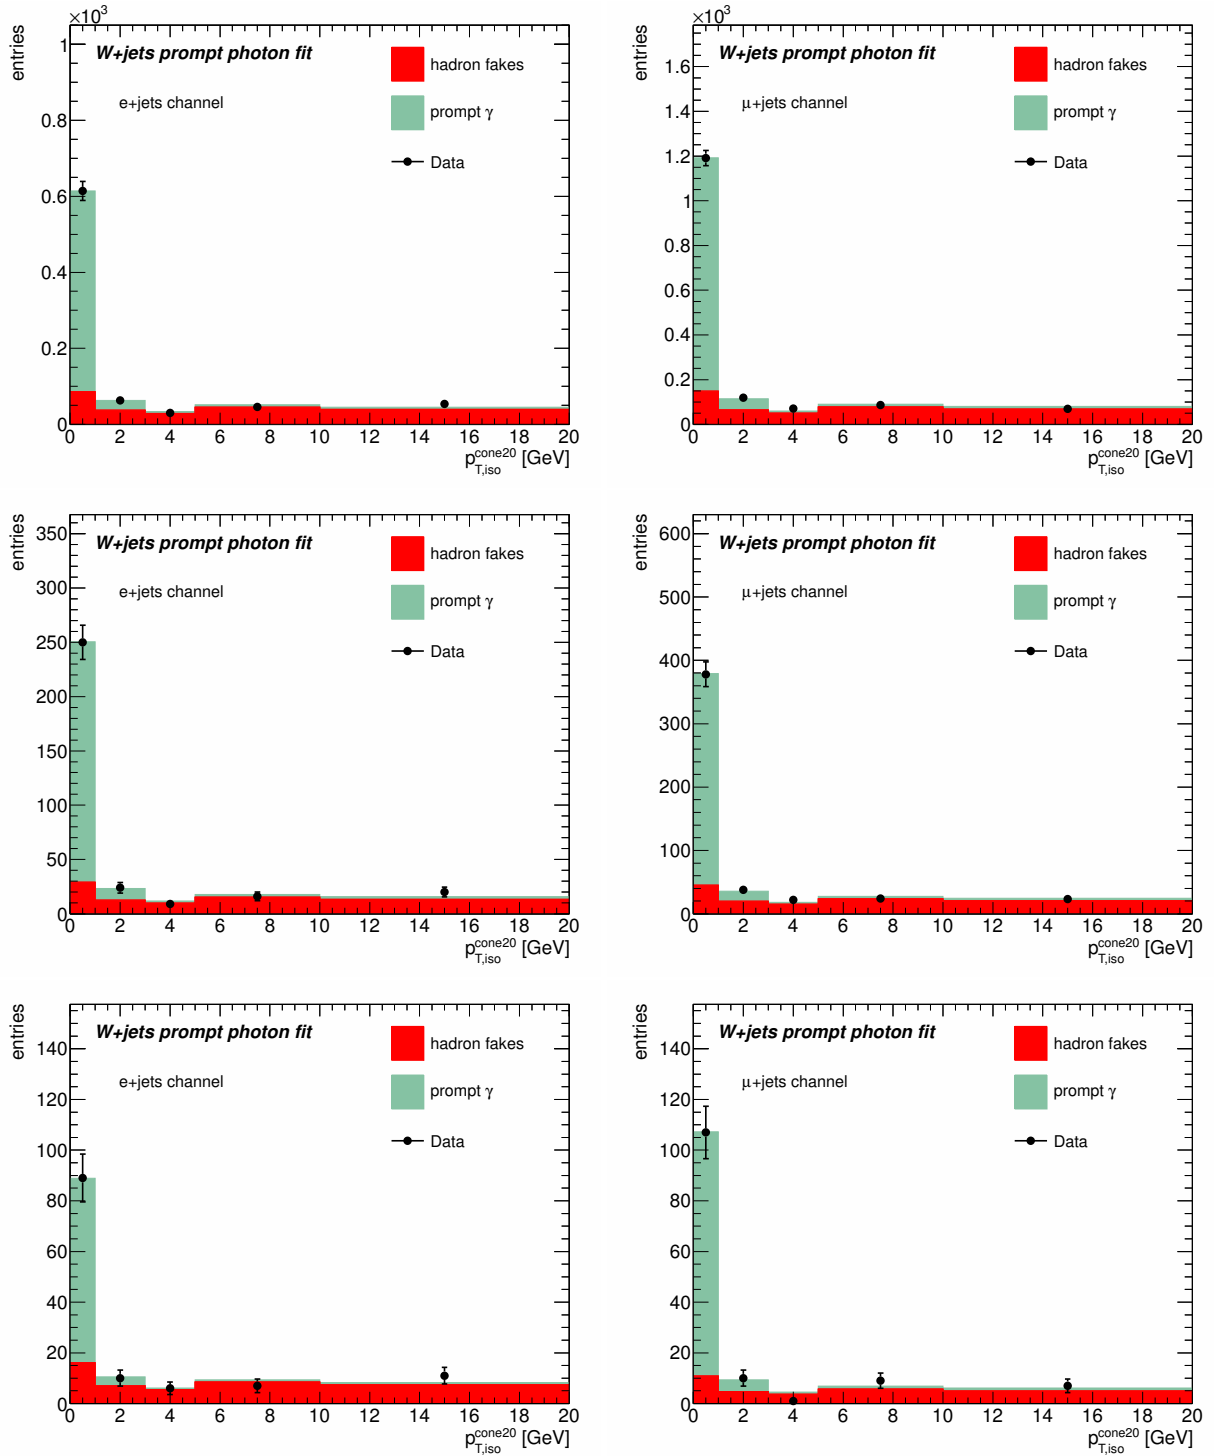 ×10³
entries
1
0.8
0.6
0.4
0.2
0
W+jets prompt photon fit
e+jets channel
hadron fakes
prompt γ
Data
0 2 4 6 8 10 12 14 16 18 20
p_{T,iso}^{cone20} [GeV]
×10³
entries
1.6
1.4
1.2
1
0.8
0.6
0.4
0.2
0
W+jets prompt photon fit
μ+jets channel
hadron fakes
prompt γ
Data
0 2 4 6 8 10 12 14 16 18 20
p_{T,iso}^{cone20} [GeV]
entries
350
300
250
200
150
100
50
0
W+jets prompt photon fit
e+jets channel
hadron fakes
prompt γ
Data
0 2 4 6 8 10 12 14 16 18 20
p_{T,iso}^{cone20} [GeV]
entries
600
500
400
300
200
100
0
W+jets prompt photon fit
μ+jets channel
hadron fakes
prompt γ
Data
0 2 4 6 8 10 12 14 16 18 20
p_{T,iso}^{cone20} [GeV]
entries
140
120
100
80
60
40
20
0
W+jets prompt photon fit
e+jets channel
hadron fakes
prompt γ
Data
0 2 4 6 8 10 12 14 16 18 20
p_{T,iso}^{cone20} [GeV]
entries
140
120
100
80
60
40
20
0
W+jets prompt photon fit
μ+jets channel
hadron fakes
prompt γ
Data
0 2 4 6 8 10 12 14 16 18 20
p_{T,iso}^{cone20} [GeV]